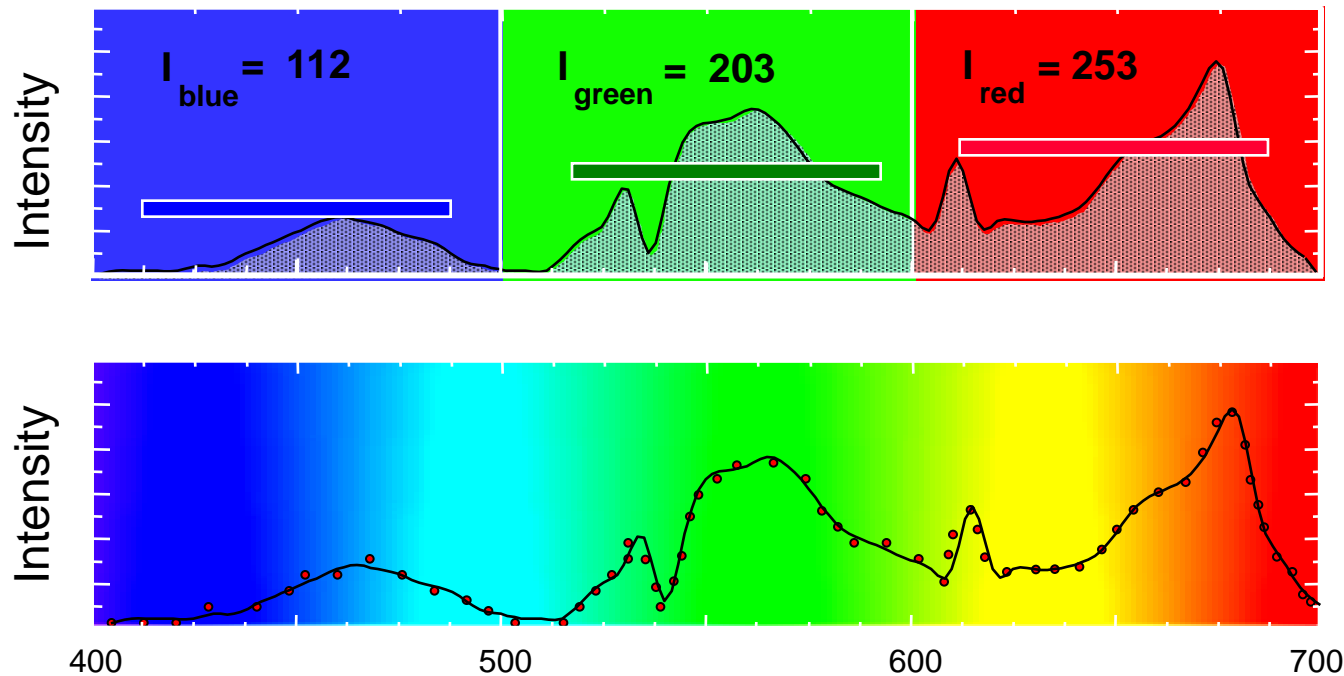 I blue = 112
I green = 203
I red = 253
Intensity
Intensity
400 500 600 700